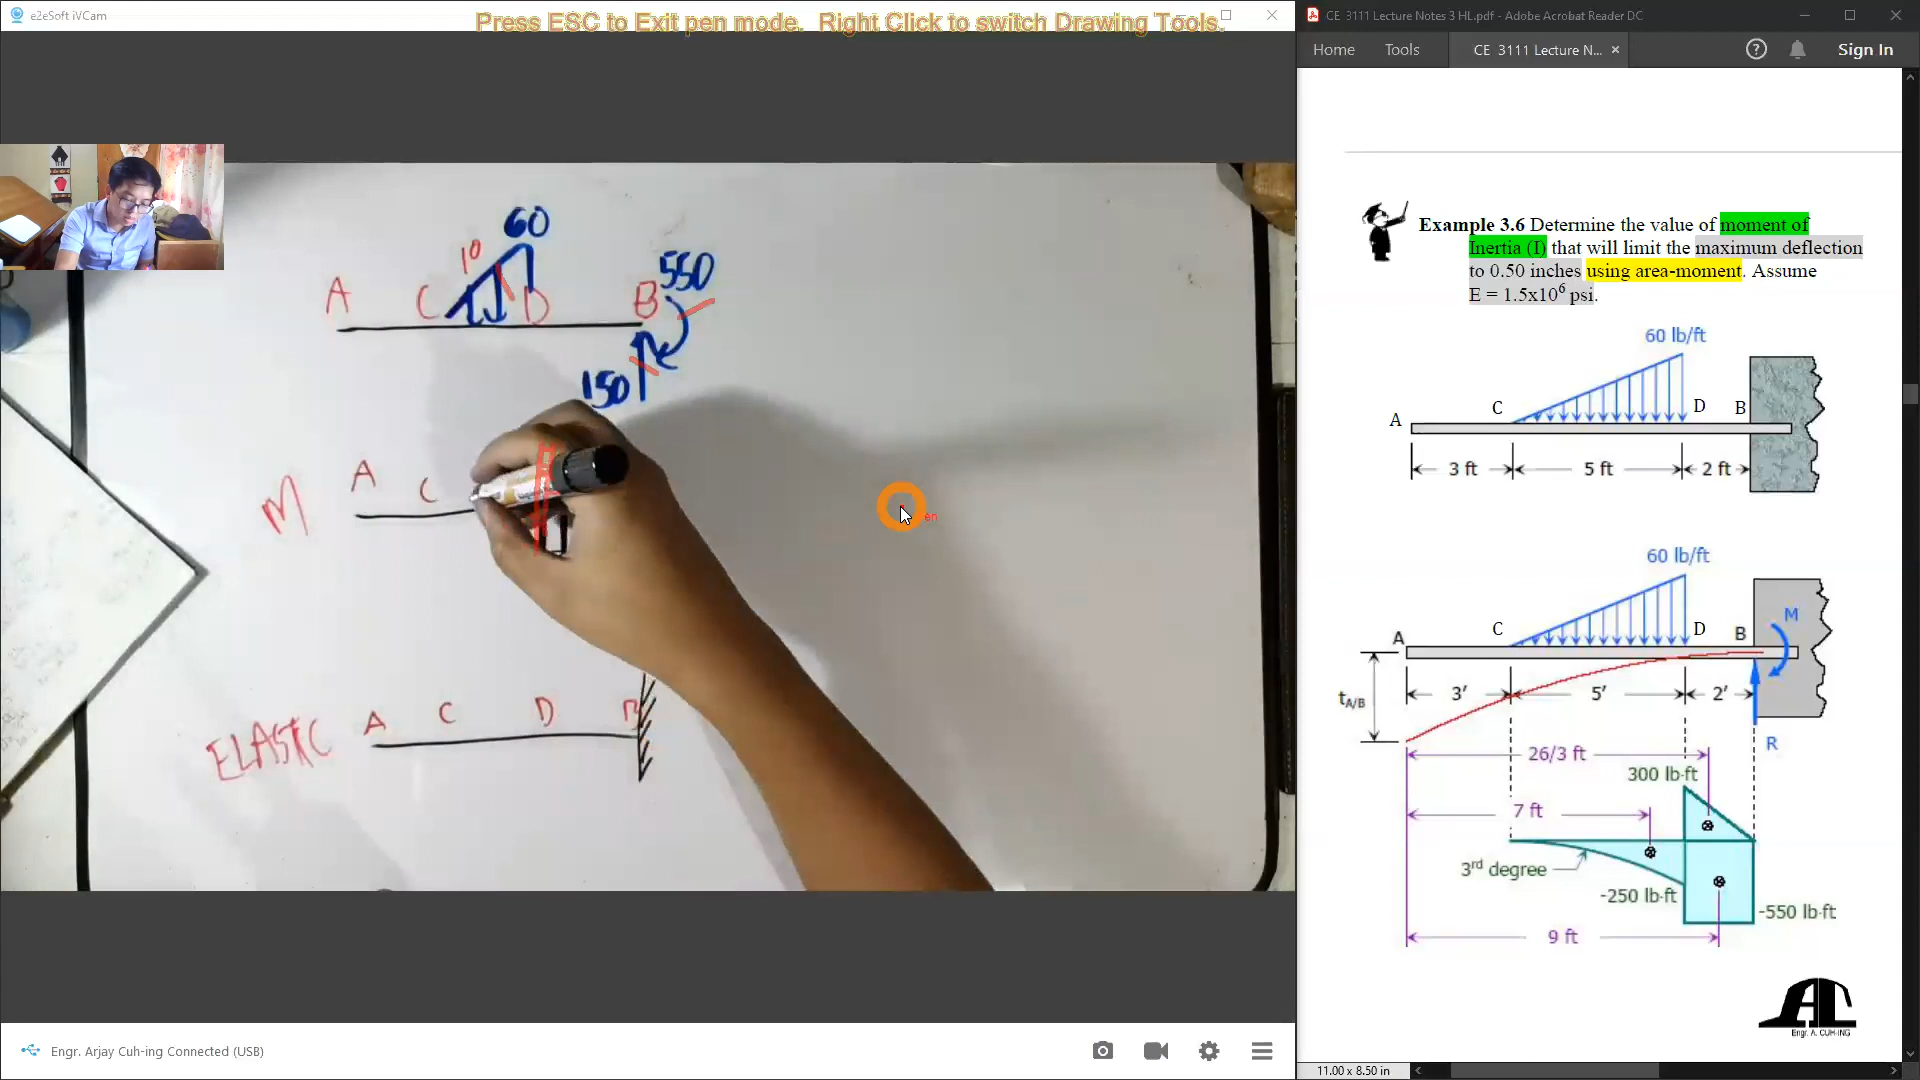 e2eSoft iVCam
Press ESC to Exit pen mode.  Right Click to switch Drawing Tools.
60
10
550
A C D B
150
M
A C
ELASTIC
A C D B
Engr. Arjay Cuh-ing Connected (USB)
CE 3111 Lecture Notes 3 HL.pdf - Adobe Acrobat Reader DC
Home Tools CE 3111 Lecture N... × Sign In
Example 3.6 Determine the value of moment of
Inertia (I) that will limit the maximum deflection
to 0.50 inches using area-moment. Assume
E = 1.5x10⁶ psi.
60 lb/ft
A C D B
3 ft 5 ft 2 ft
60 lb/ft
M
A C D B
tA/B 3’ 5’ 2’
R
26/3 ft
300 lb·ft
7 ft
3rd degree
-250 lb·ft
-550 lb·ft
9 ft
AC
Engr. A. CUH-ING
11.00 x 8.50 in